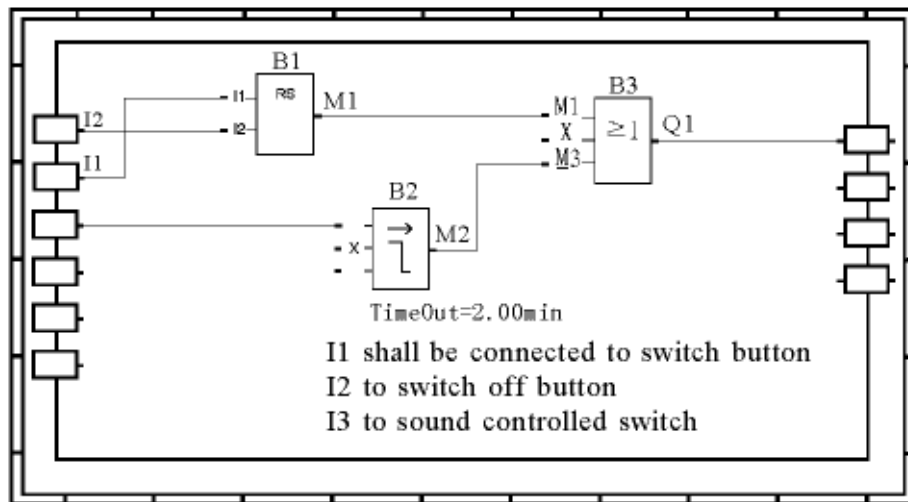 B1
RS
I1
I2
M1
B3
M1
X
M3
≥1
Q1
I2
I1
B2
X
M2
TimeOut=2.00min
I1 shall be connected to switch button
I2 to switch off button
I3 to sound controlled switch